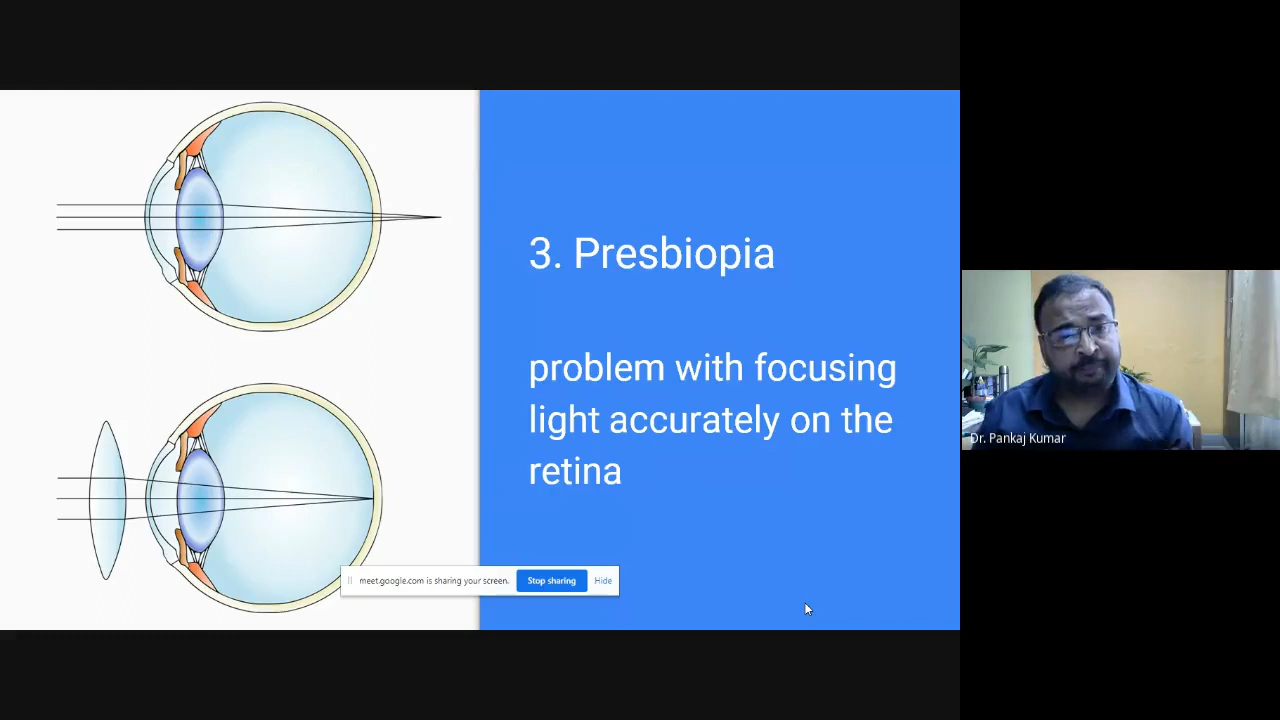 3. Presbiopia
problem with focusing
light accurately on the
retina
meet.google.com is sharing your screen.
Stop sharing
Hide
Dr. Pankaj Kumar